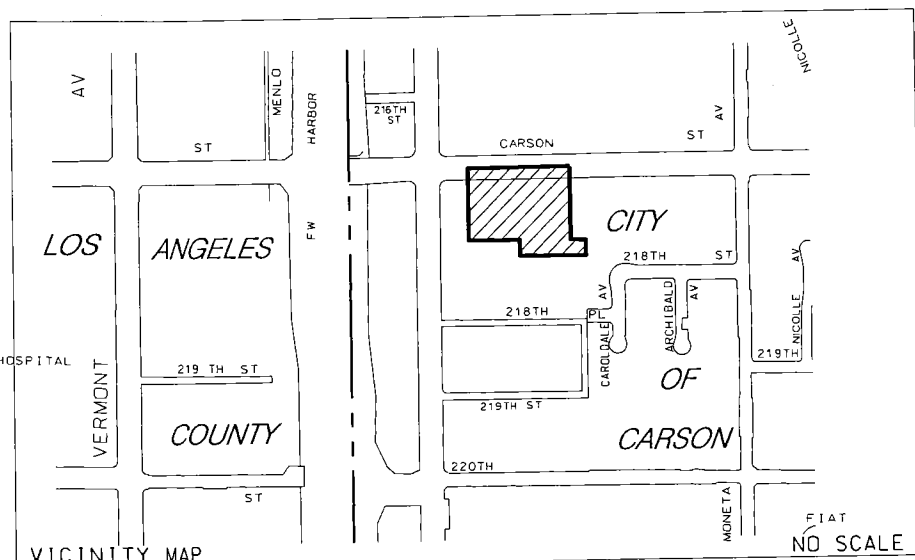 NICOLLE
AV
MENLO
HARBOR
216TH
ST
AV
ST
CARSON
ST
LOS
ANGELES
FW
CITY
218TH
ST
AV
AV
ARCHIBALD
AV
NICOLLE
218TH
PL
CAROLDALE
HOSPITAL
VERMONT
219 TH ST
219TH
OF
219TH ST
COUNTY
CARSON
220TH
ST
MONETA
FIAT
VICINITY MAP
NO SCALE